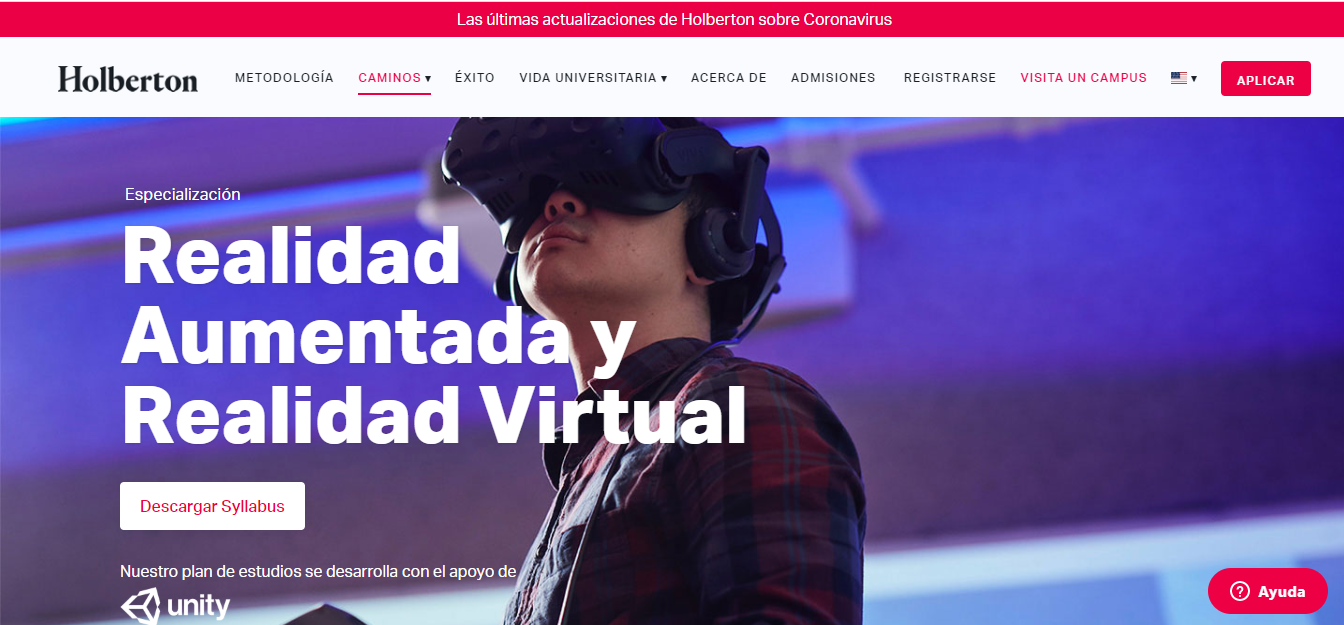 Las últimas actualizaciones de Holberton sobre Coronavirus
Holberton METODOLOGÍA CAMINOS ▾ ÉXITO VIDA UNIVERSITARIA ▾ ACERCA DE ADMISIONES REGISTRARSE VISITA UN CAMPUS ▾ APLICAR
Especialización
Realidad
Aumentada y
Realidad Virtual
Descargar Syllabus
Nuestro plan de estudios se desarrolla con el apoyo de
unity
Ayuda